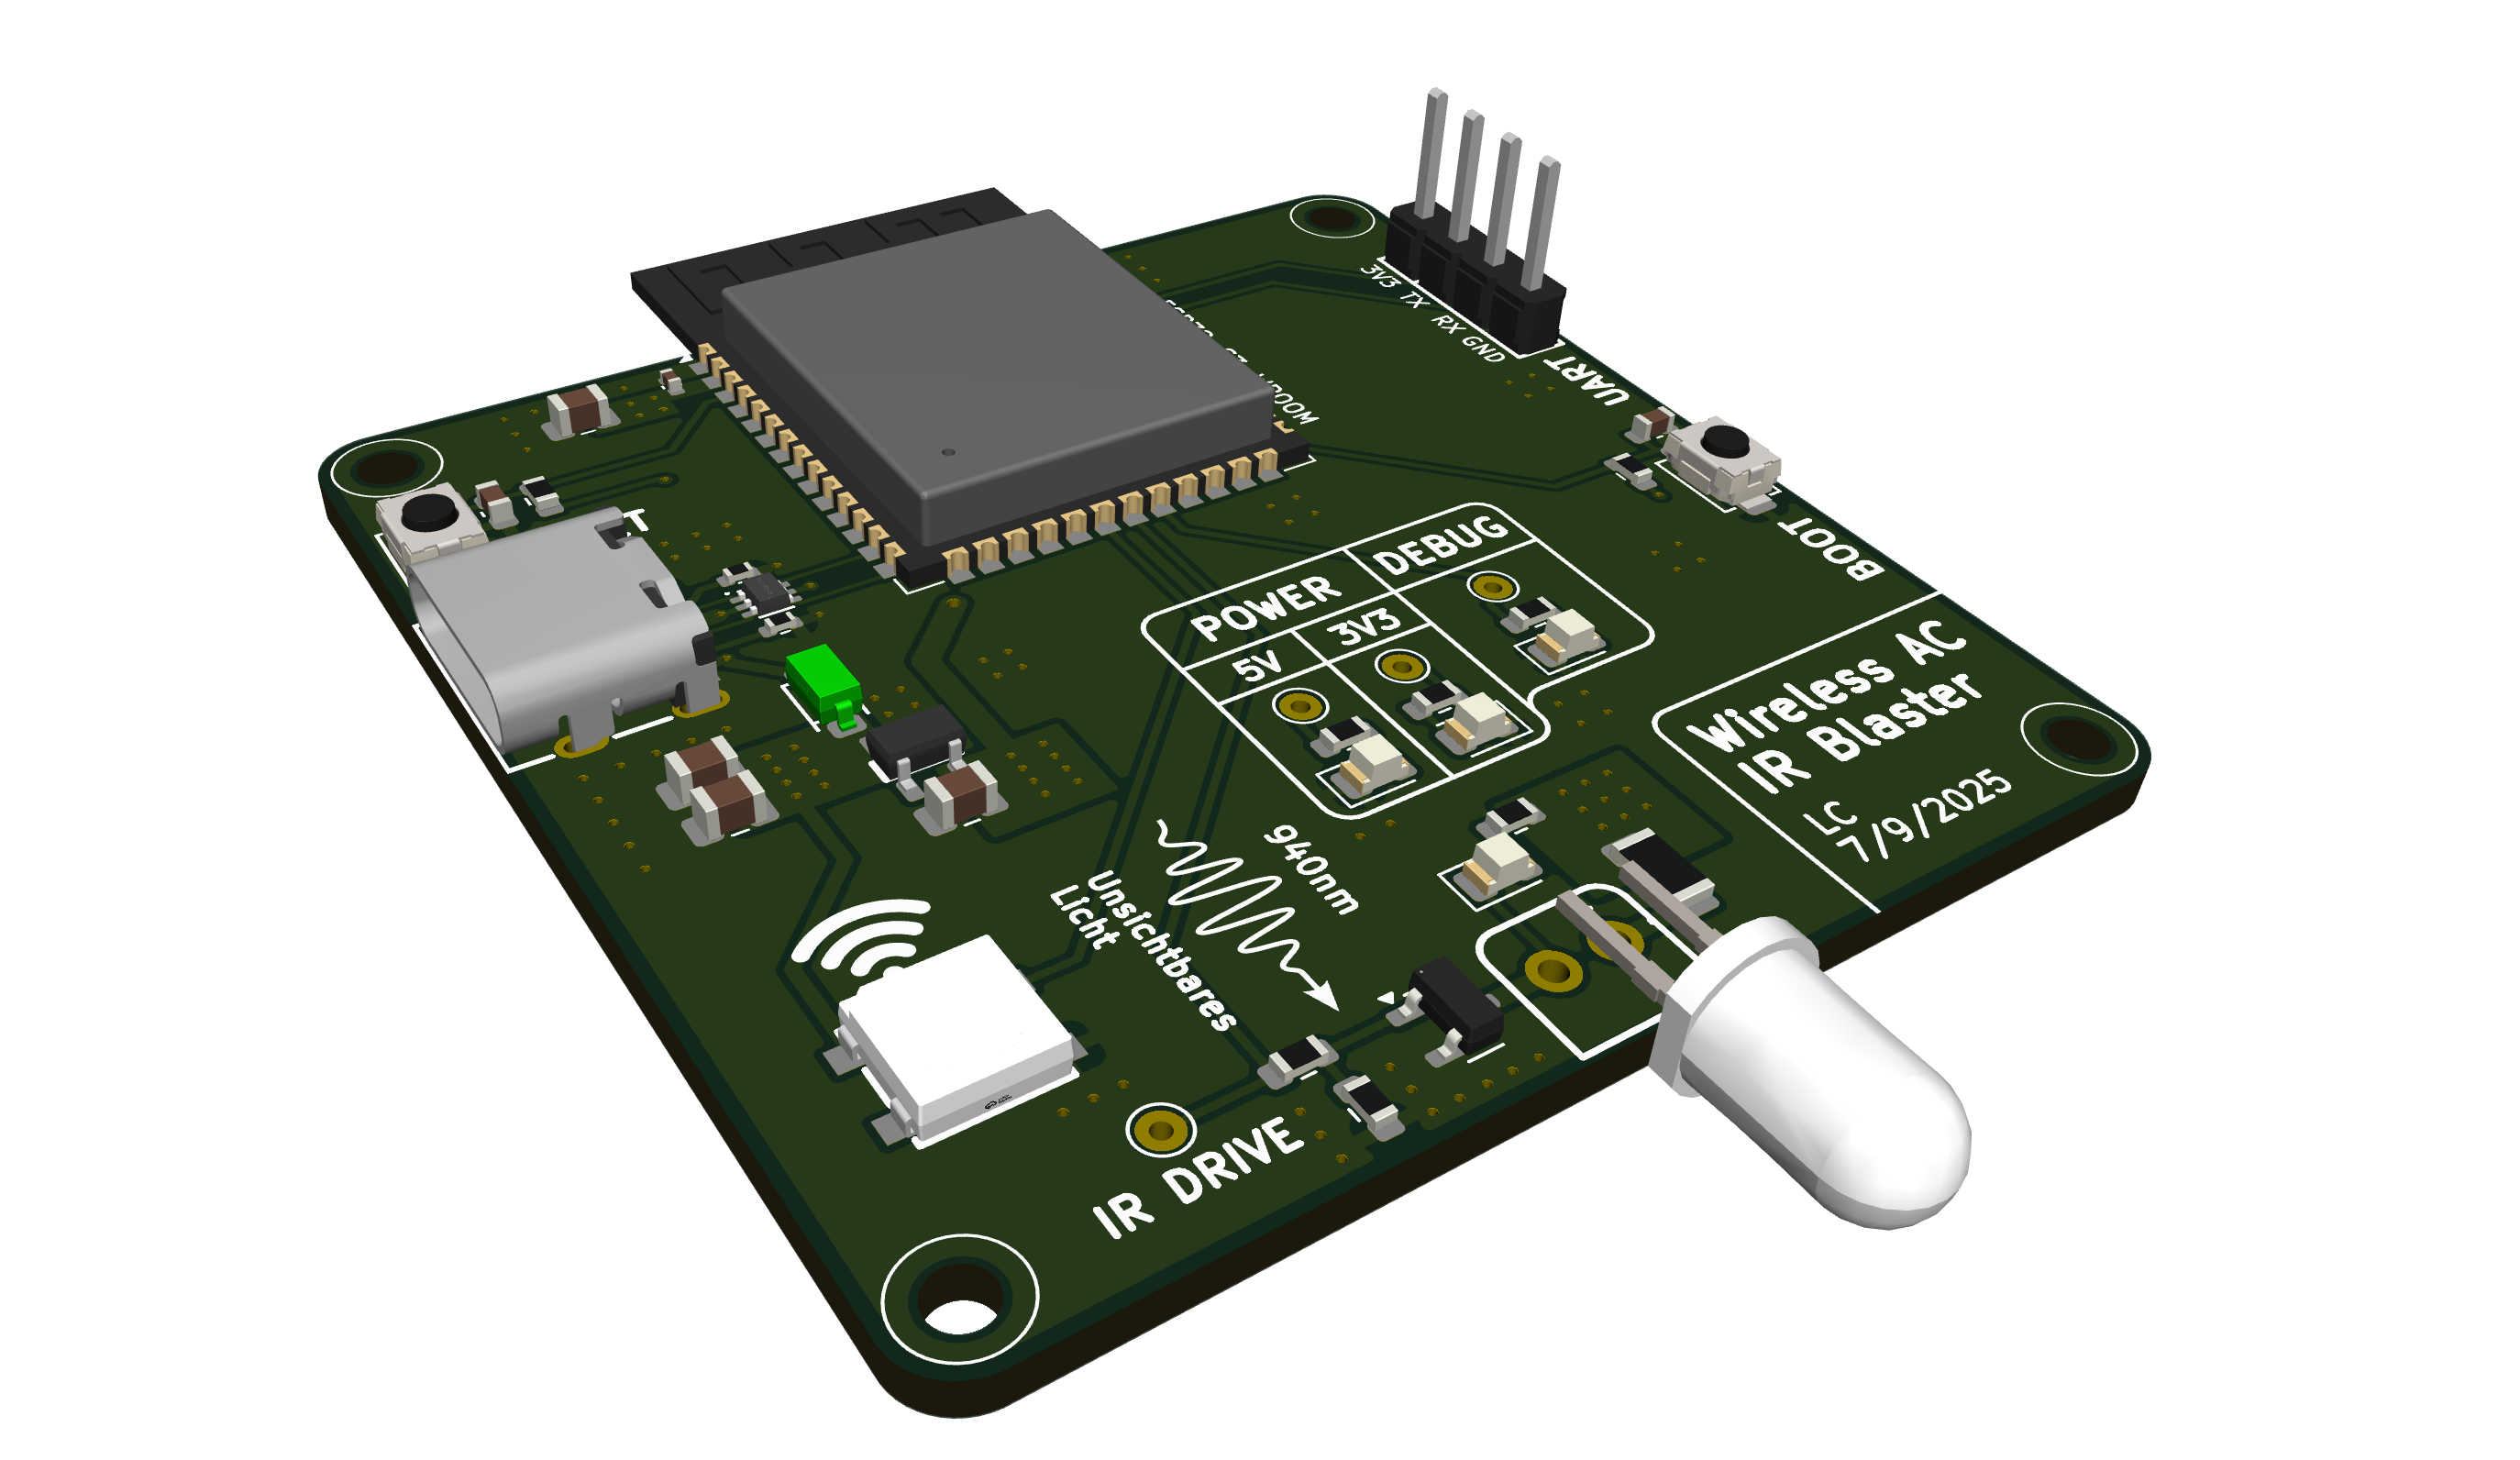 3V3 TX RX GND
UART
BOOT
DEBUG
POWER
3V3
5V
Wireless AC
IR Blaster
LC
7/9/2025
940nm
Unsichtbares
Licht
IR DRIVE